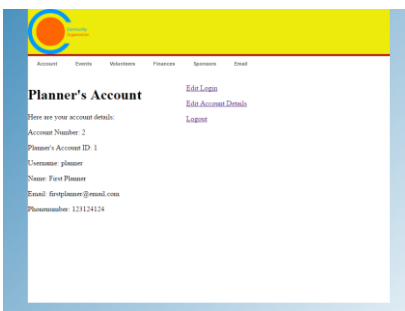 Community
Organisation
Account Events Volunteers Finances Sponsors Email
Planner's Account
Here are your account details:
Account Number: 2
Planner's Account ID: 1
Username: planner
Name: First Planner
Email: firstplanner@email.com
Phonenumber: 123124124
Edit Login
Edit Account Details
Logout